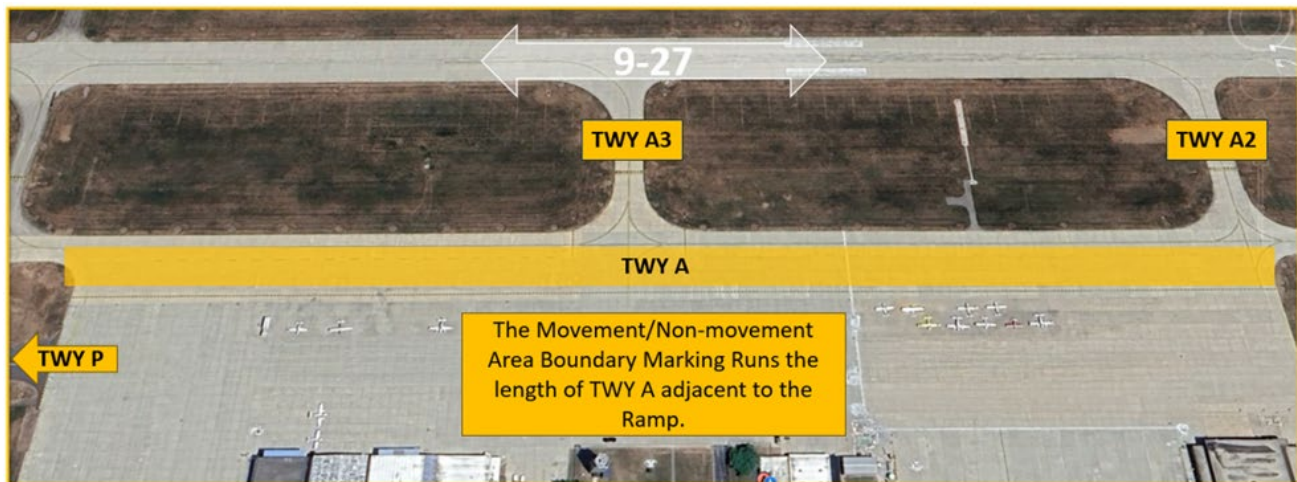 9-27
TWY A3
TWY A2
TWY A
The Movement/Non-movement
Area Boundary Marking Runs the
length of TWY A adjacent to the
Ramp.
TWY P